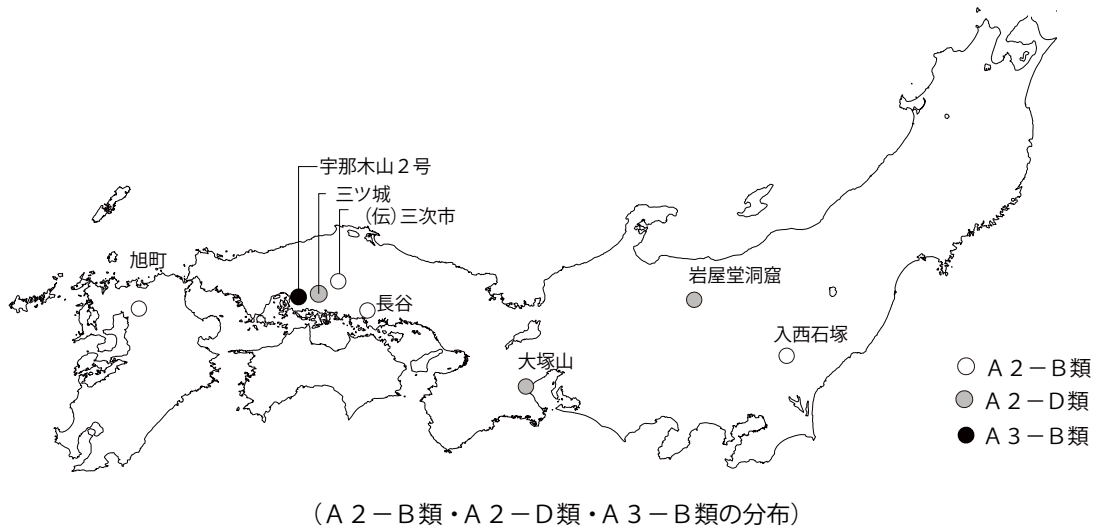 宇那木山２号
三ツ城
（伝）三次市
旭町
長谷
岩屋堂洞窟
入西石塚
大塚山
Ａ２－Ｂ類
Ａ２－Ｄ類
Ａ３－Ｂ類
（Ａ２－Ｂ類・Ａ２－Ｄ類・Ａ３－Ｂ類の分布）